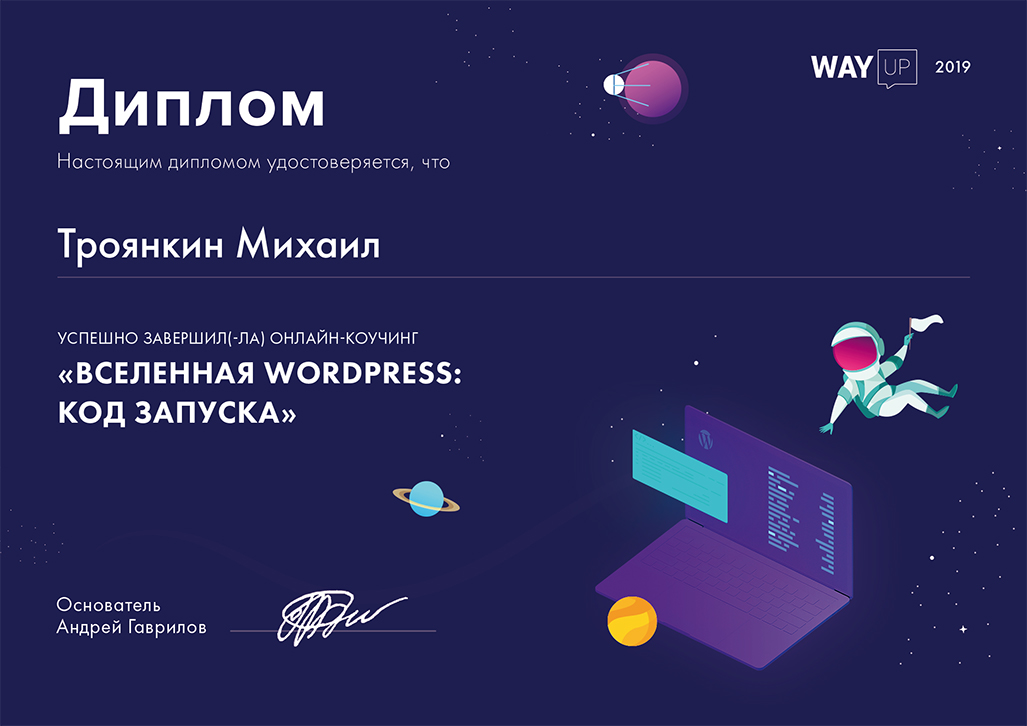 WAY UP 2019
Диплом
Настоящим дипломом удостоверяется, что
Троянкин Михаил
УСПЕШНО ЗАВЕРШИЛ(-ЛА) ОНЛАЙН-КОУЧИНГ
«ВСЕЛЕННАЯ WORDPRESS:
КОД ЗАПУСКА»
Основатель
Андрей Гаврилов